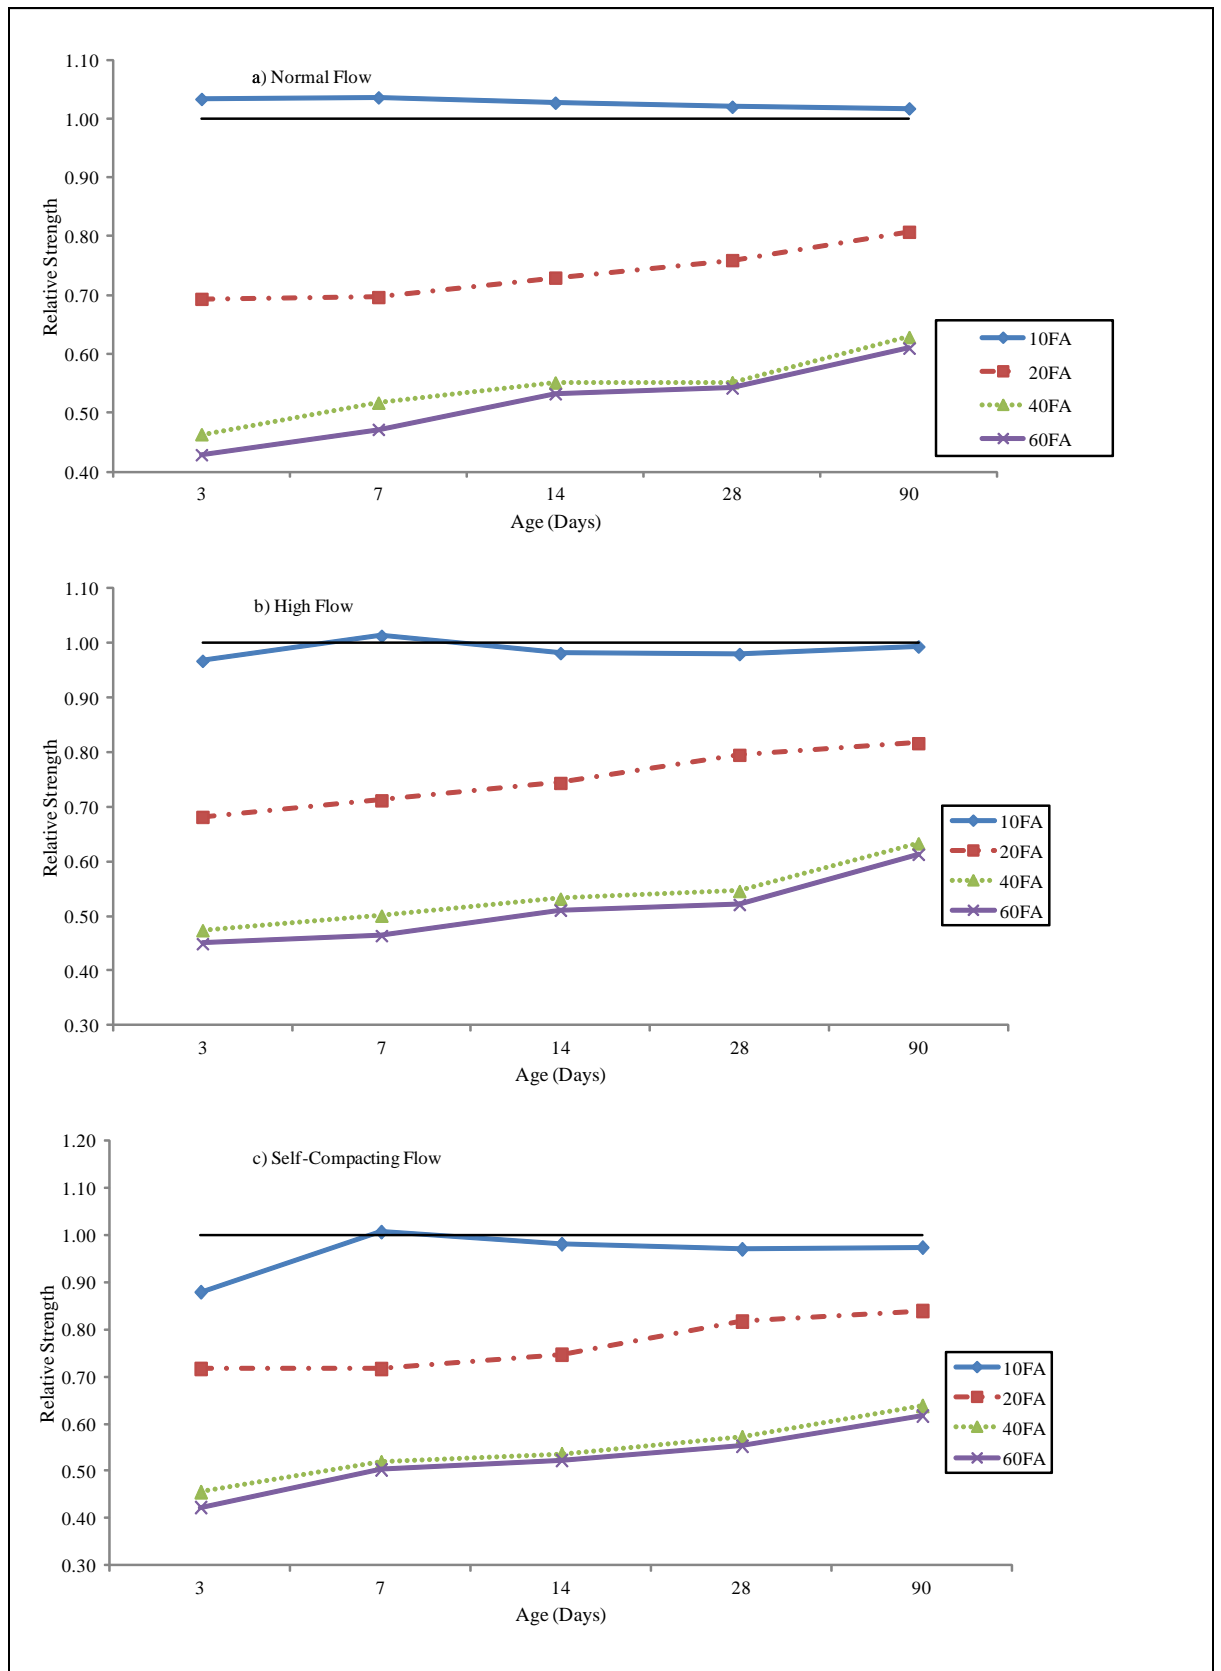 a) Normal Flow
1.10
1.00
0.90
0.80
0.70
0.60
0.50
0.40
Relative Strength
3 7 14 28 90
Age (Days)
10FA
20FA
40FA
60FA
b) High Flow
1.10
1.00
0.90
0.80
0.70
0.60
0.50
0.40
0.30
Relative Strength
3 7 14 28 90
Age (Days)
10FA
20FA
40FA
60FA
c) Self-Compacting Flow
1.20
1.10
1.00
0.90
0.80
0.70
0.60
0.50
0.40
0.30
Relative Strength
3 7 14 28 90
Age (Days)
10FA
20FA
40FA
60FA